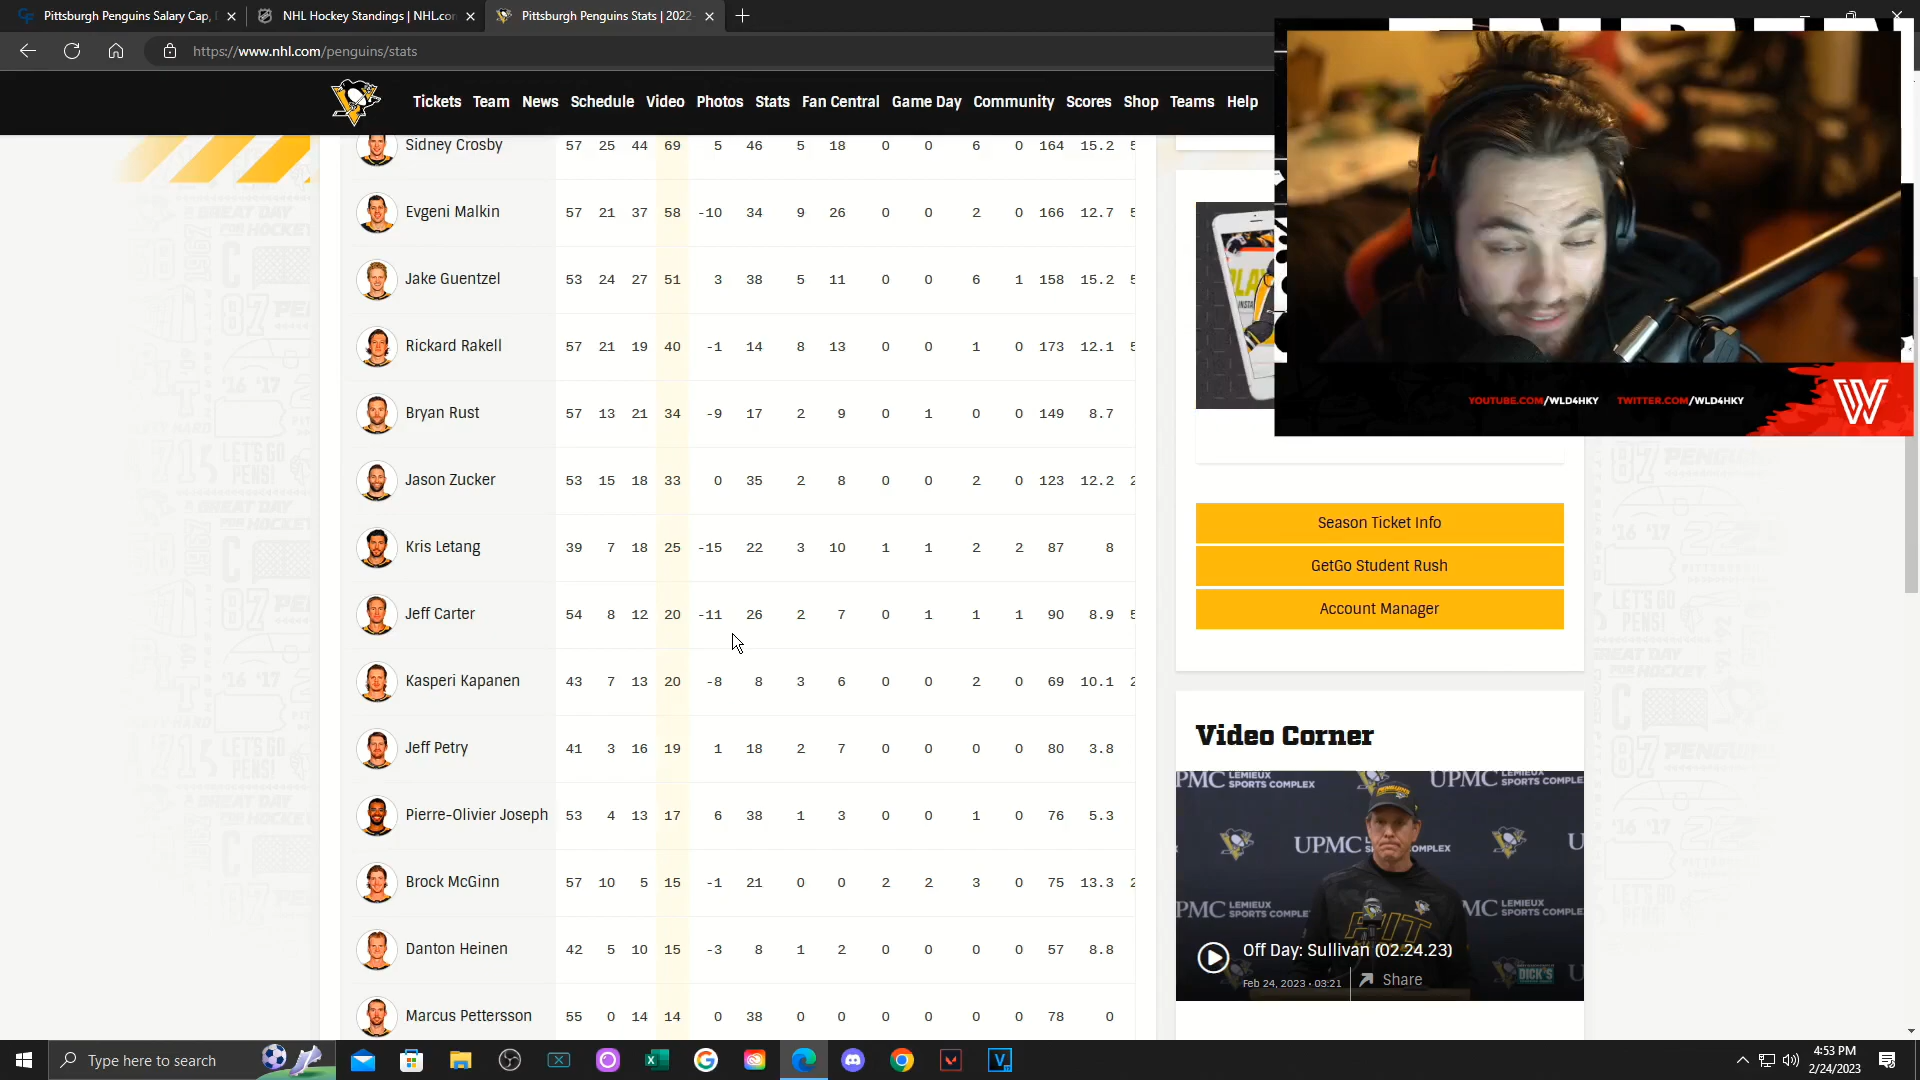 Pittsburgh Penguins Salary Cap,
NHL Hockey Standings | NHL.co
Pittsburgh Penguins Stats | 2022-
https://www.nhl.com/penguins/stats
Tickets Team News Schedule Video Photos Stats Fan Central Game Day Community Scores Shop Teams Help
Sidney Crosby 57 25 44 69 5 46 5 18 0 0 6 0 164 15.2
Evgeni Malkin 57 21 37 58 -10 34 9 26 0 0 2 0 166 12.7
Jake Guentzel 53 24 27 51 3 38 5 11 0 0 6 1 158 15.2
Rickard Rakell 57 21 19 40 -1 14 8 13 0 0 1 0 173 12.1
Bryan Rust 57 13 21 34 -9 17 2 9 0 1 0 0 149 8.7
Jason Zucker 53 15 18 33 0 35 2 8 0 0 2 0 123 12.2
Kris Letang 39 7 18 25 -15 22 3 10 1 1 2 2 87 8
Jeff Carter 54 8 12 20 -11 26 2 7 0 1 1 1 90 8.9
Kasperi Kapanen 43 7 13 20 -8 8 3 6 0 0 2 0 69 10.1
Jeff Petry 41 3 16 19 1 18 2 7 0 0 0 0 80 3.8
Pierre-Olivier Joseph 53 4 13 17 6 38 1 3 0 0 1 0 76 5.3
Brock McGinn 57 10 5 15 -1 21 0 0 2 2 3 0 75 13.3
Danton Heinen 42 5 10 15 -3 8 1 2 0 0 0 0 57 8.8
Marcus Pettersson 55 0 14 14 0 38 0 0 0 0 0 0 78 0
YOUTUBE.COM/WLD4HKY TWITTER.COM/WLD4HKY
W
Season Ticket Info
GetGo Student Rush
Account Manager
Video Corner
UPMC LEMIEUX SPORTS COMPLEX
PIT
DICK'S
Off Day: Sullivan (02.24.23)
Feb 24, 2023 • 03:21
Share
Type here to search
4:53 PM
2/24/2023